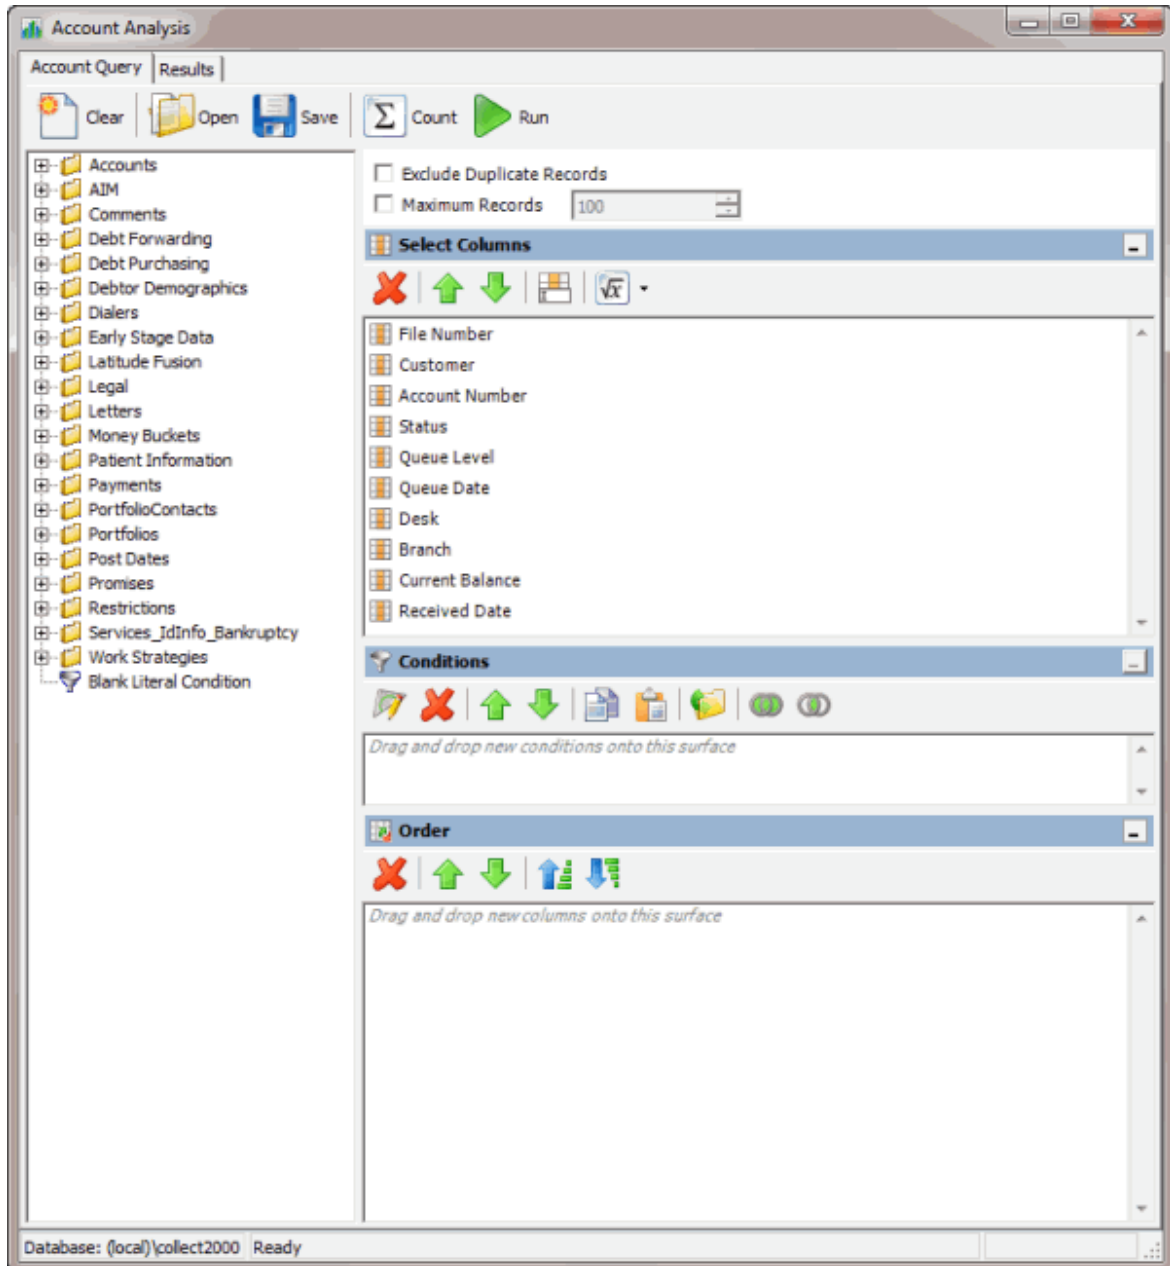 Account Analysis
Account Query Results
Clear Open Save Count Run
Accounts
AIM
Comments
Debt Forwarding
Debt Purchasing
Debtor Demographics
Dialers
Early Stage Data
Latitude Fusion
Legal
Letters
Money Buckets
Patient Information
Payments
PortfolioContacts
Portfolios
Post Dates
Promises
Restrictions
Services_IdInfo_Bankruptcy
Work Strategies
Blank Literal Condition
Exclude Duplicate Records
Maximum Records 100
Select Columns
File Number
Customer
Account Number
Status
Queue Level
Queue Date
Desk
Branch
Current Balance
Received Date
Conditions
Drag and drop new conditions onto this surface
Order
Drag and drop new columns onto this surface
Database: (local)\collect2000 Ready